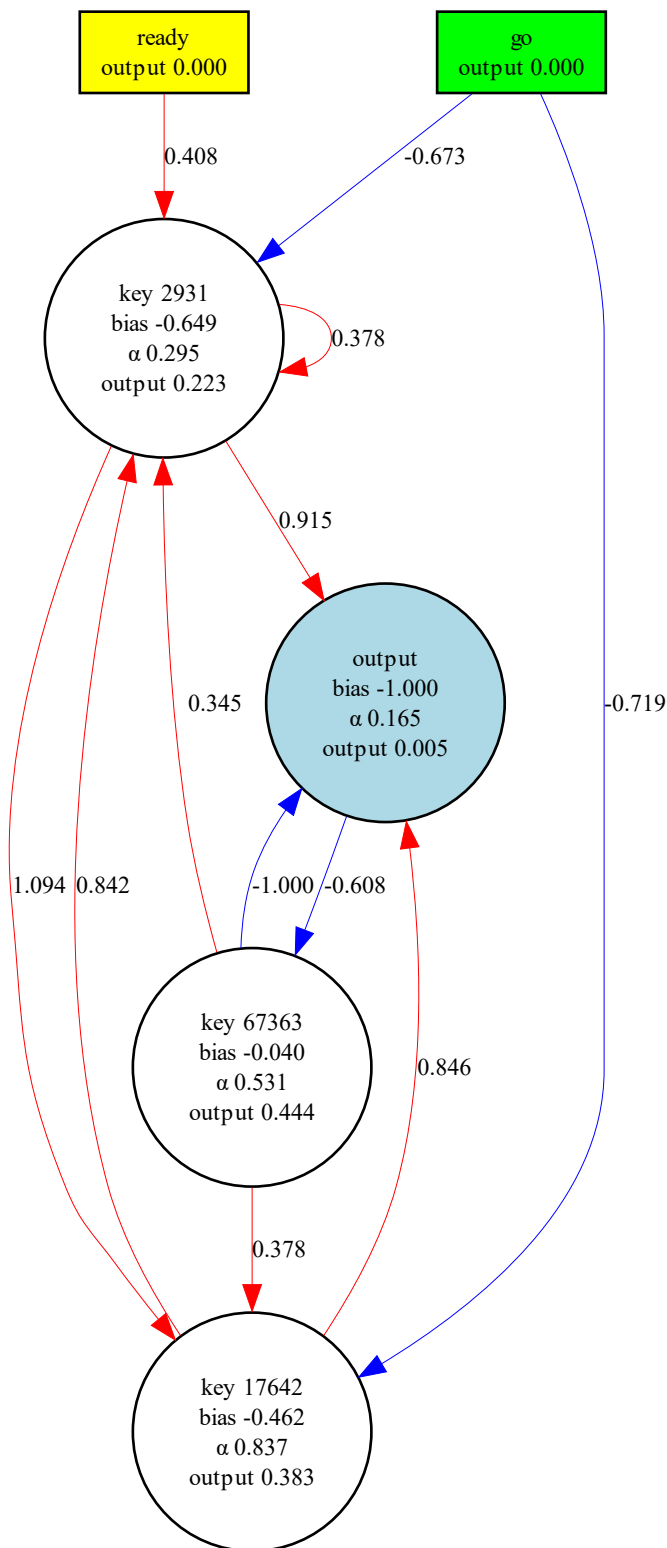 ready
output 0.000
go
output 0.000
0.408
-0.673
key 2931
bias -0.649
α 0.295
output 0.223
0.378
0.915
output
bias -1.000
α 0.165
output 0.005
0.345
-0.719
1.094
0.842
-1.000
-0.608
key 67363
bias -0.040
α 0.531
output 0.444
0.846
0.378
key 17642
bias -0.462
α 0.837
output 0.383